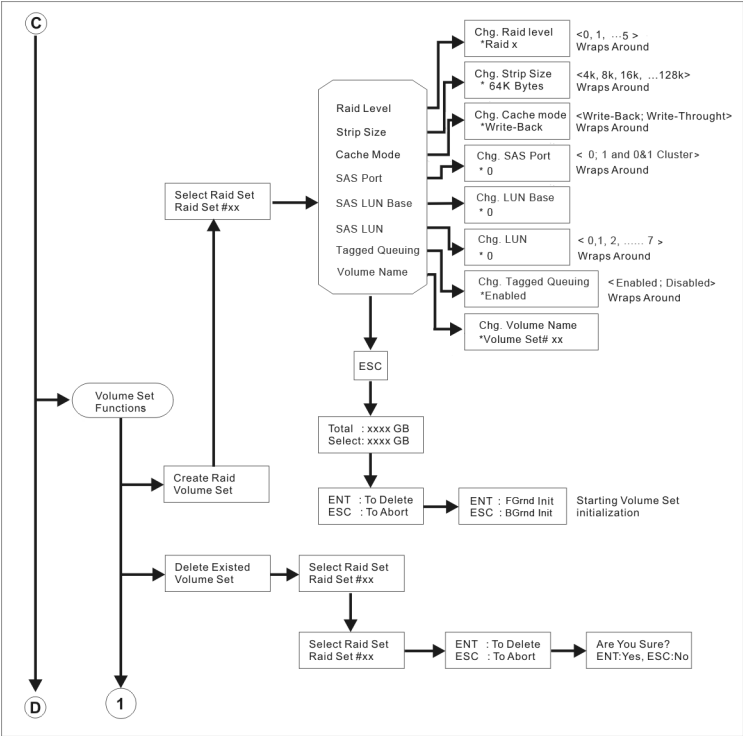 C
Chg. Raid level
*Raid x
<0, 1, ...5 >
Wraps Around
Chg. Strip Size
* 64K Bytes
<4k, 8k, 16k, ...128k>
Wraps Around
Chg. Cache mode
*Write-Back
<Write-Back; Write-Throught>
Wraps Around
Chg. SAS Port
* 0
< 0; 1 and 0&1 Cluster>
Wraps Around
Chg. LUN Base
* 0
Chg. LUN
* 0
< 0,1, 2, ...... 7 >
Wraps Around
Chg. Tagged Queuing
*Enabled
<Enabled; Disabled>
Wraps Around
Chg. Volume Name
*Volume Set# xx
Raid Level
Strip Size
Cache Mode
SAS Port
SAS LUN Base
SAS LUN
Tagged Queuing
Volume Name
Select Raid Set
Raid Set #xx
ESC
Volume Set
Functions
Total : xxxx GB
Select: xxxx GB
Create Raid
Volume Set
ENT : To Delete
ESC : To Abort
ENT : FGrnd Init
ESC : BGrnd Init
Starting Volume Set
initialization
Delete Existed
Volume Set
Select Raid Set
Raid Set #xx
Select Raid Set
Raid Set #xx
ENT : To Delete
ESC : To Abort
Are You Sure?
ENT:Yes, ESC:No
D
1